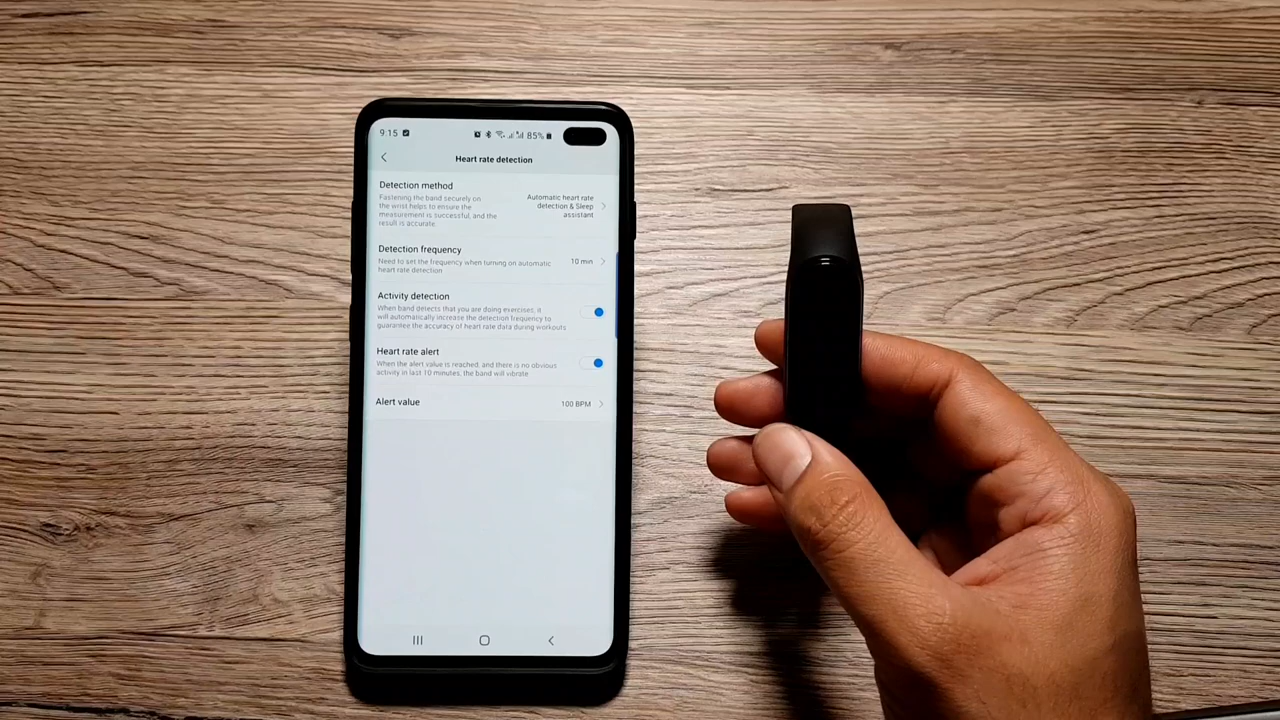 9:15 85%
Heart rate detection
Detection method
Fastening the band securely on
the wrist helps to ensure the
measurement is successful, and the
result is accurate.
Automatic heart rate
detection & Sleep
assistant
Detection frequency
Need to set the frequency when turning on automatic
heart rate detection
10 min
Activity detection
When band detects that you are doing exercises, it
will automatically increase the detection frequency to
guarantee the accuracy of heart rate data during workouts
Heart rate alert
When the alert value is reached, and there is no obvious
activity in last 10 minutes, the band will vibrate
Alert value
100 BPM